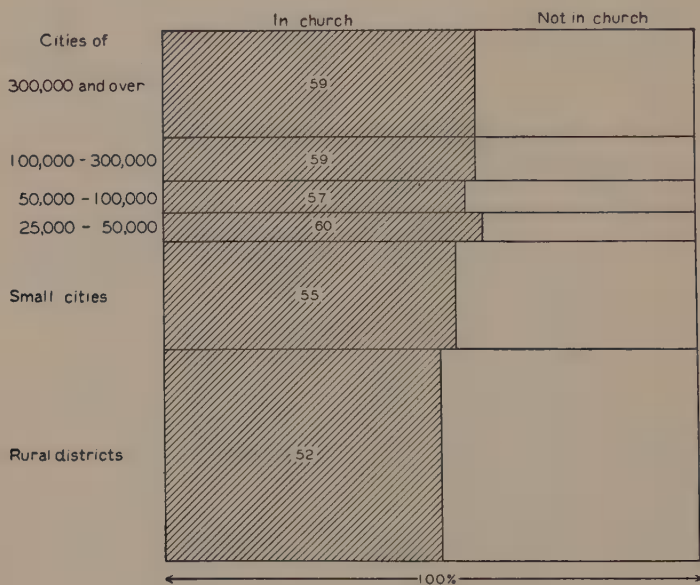 In church Not in church
Cities of
300,000 and over 59
100,000 - 300,000 59
50,000 - 100,000 57
25,000 - 50,000 60
Small cities 55
Rural districts 52
100%